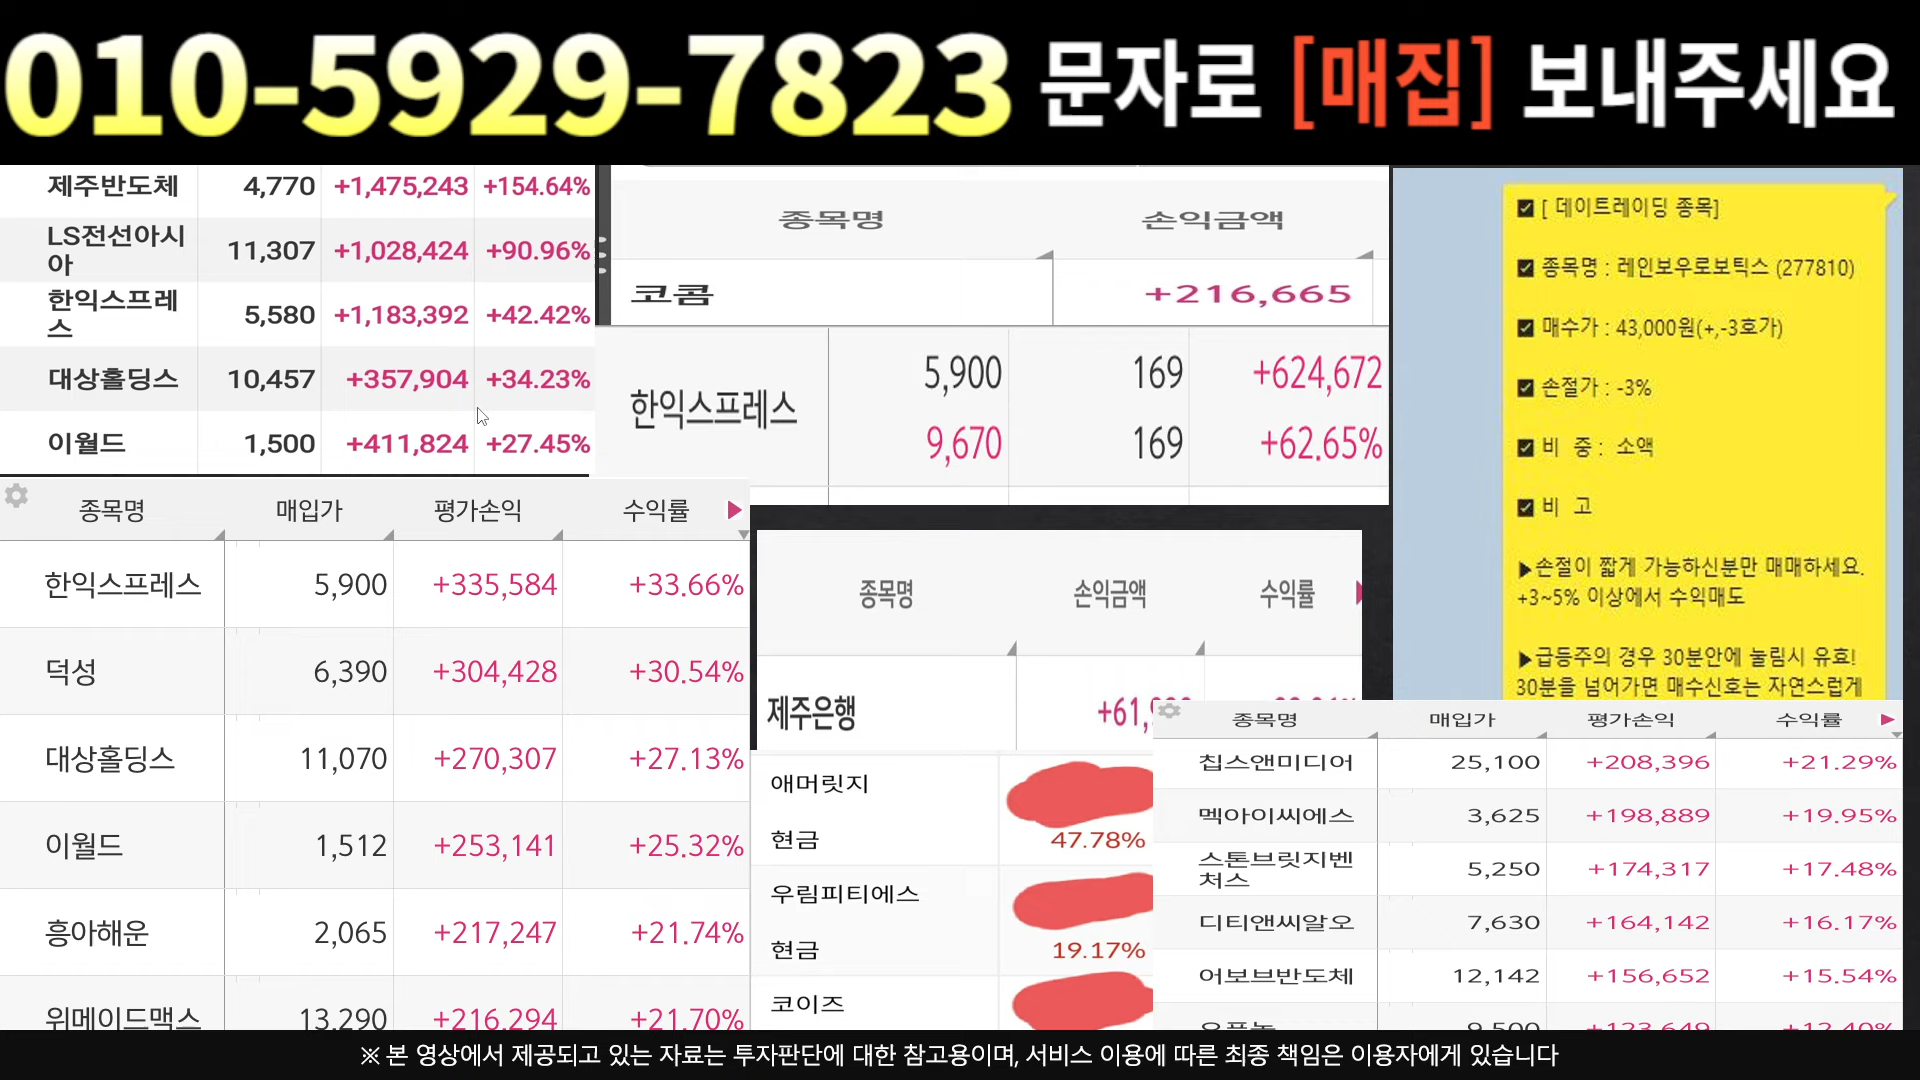 010-5929-7823 문자로 [매집] 보내주세요
제주반도체 4,770 +1,475,243 +154.64%
LS전선아시아 11,307 +1,028,424 +90.96%
한익스프레스 5,580 +1,183,392 +42.42%
대상홀딩스 10,457 +357,904 +34.23%
이월드 1,500 +411,824 +27.45%
종목명 손익금액
코콤 +216,665
한익스프레스
5,900 169 +624,672
9,670 169 +62.65%
☑ [ 데이트레이딩 종목]
☑ 종목명 : 레인보우로보틱스 (277810)
☑ 매수가 : 43,000원(+,-3호가)
☑ 손절가 : -3%
☑ 비 중 : 소액
☑ 비 고
▶손절이 짧게 가능하신분만 매매하세요.
+3~5% 이상에서 수익매도
▶급등주의 경우 30분안에 눌림시 유효!
30분을 넘어가면 매수신호는 자연스럽게
종목명 매입가 평가손익 수익률
한익스프레스 5,900 +335,584 +33.66%
덕성 6,390 +304,428 +30.54%
대상홀딩스 11,070 +270,307 +27.13%
이월드 1,512 +253,141 +25.32%
흥아해운 2,065 +217,247 +21.74%
위메이드맥스 13,290 +216,294 +21.70%
종목명 손익금액 수익률
제주은행
애머릿지
현금 47.78%
우림피티에스
현금 19.17%
코이즈
종목명 매입가 평가손익 수익률
칩스앤미디어 25,100 +208,396 +21.29%
멕아이씨에스 3,625 +198,889 +19.95%
스톤브릿지벤처스 5,250 +174,317 +17.48%
디티앤씨알오 7,630 +164,142 +16.17%
어보브반도체 12,142 +156,652 +15.54%
※ 본 영상에서 제공되고 있는 자료는 투자판단에 대한 참고용이며, 서비스 이용에 따른 최종 책임은 이용자에게 있습니다